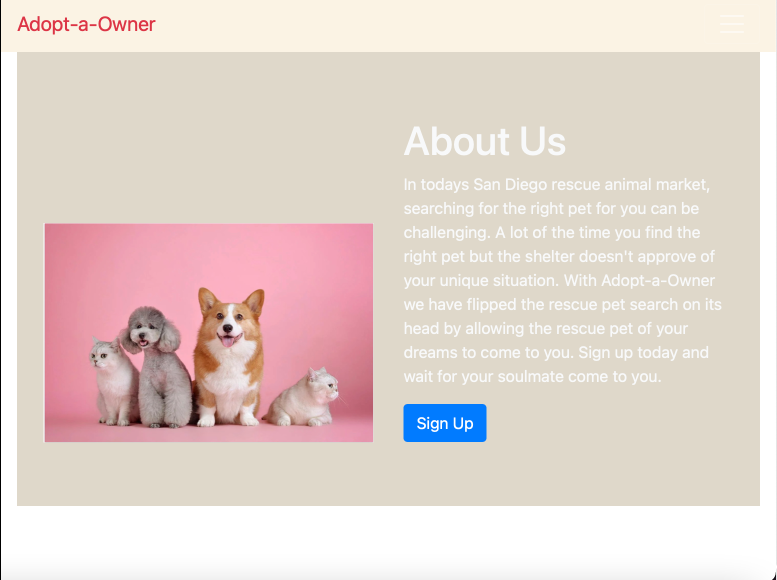 Adopt-a-Owner
About Us
In todays San Diego rescue animal market,
searching for the right pet for you can be
challenging. A lot of the time you find the
right pet but the shelter doesn't approve of
your unique situation. With Adopt-a-Owner
we have flipped the rescue pet search on its
head by allowing the rescue pet of your
dreams to come to you. Sign up today and
wait for your soulmate come to you.
Sign Up